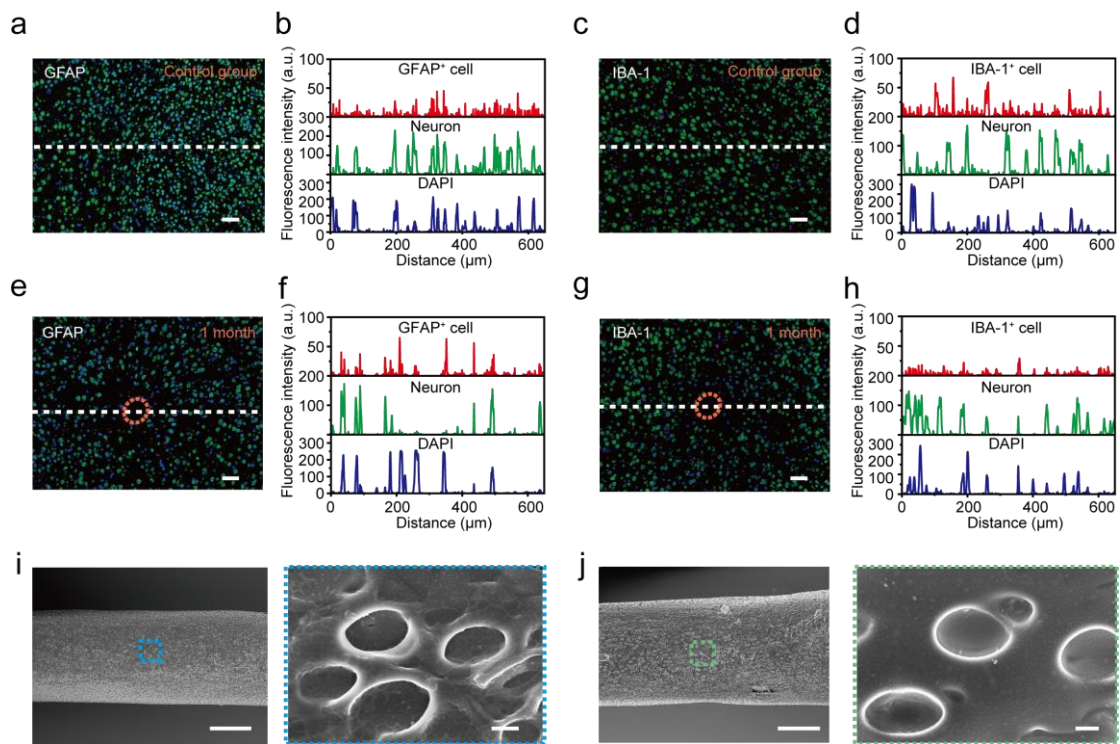 a
GFAP
Control group
b
Fluorescence intensity (a.u.)
100
50
200
100
0
300
200
100
0
GFAP⁺ cell
Neuron
DAPI
0
200
400
600
Distance (µm)
c
IBA-1
Control group
d
Fluorescence intensity (a.u.)
100
50
200
100
0
300
200
100
0
IBA-1⁺ cell
Neuron
DAPI
0
200
400
600
Distance (µm)
e
GFAP
1 month
f
Fluorescence intensity (a.u.)
100
50
200
100
0
300
200
100
0
GFAP⁺ cell
Neuron
DAPI
0
200
400
600
Distance (µm)
g
IBA-1
1 month
h
Fluorescence intensity (a.u.)
100
50
200
100
0
300
200
100
0
IBA-1⁺ cell
Neuron
DAPI
0
200
400
600
Distance (µm)
i
j